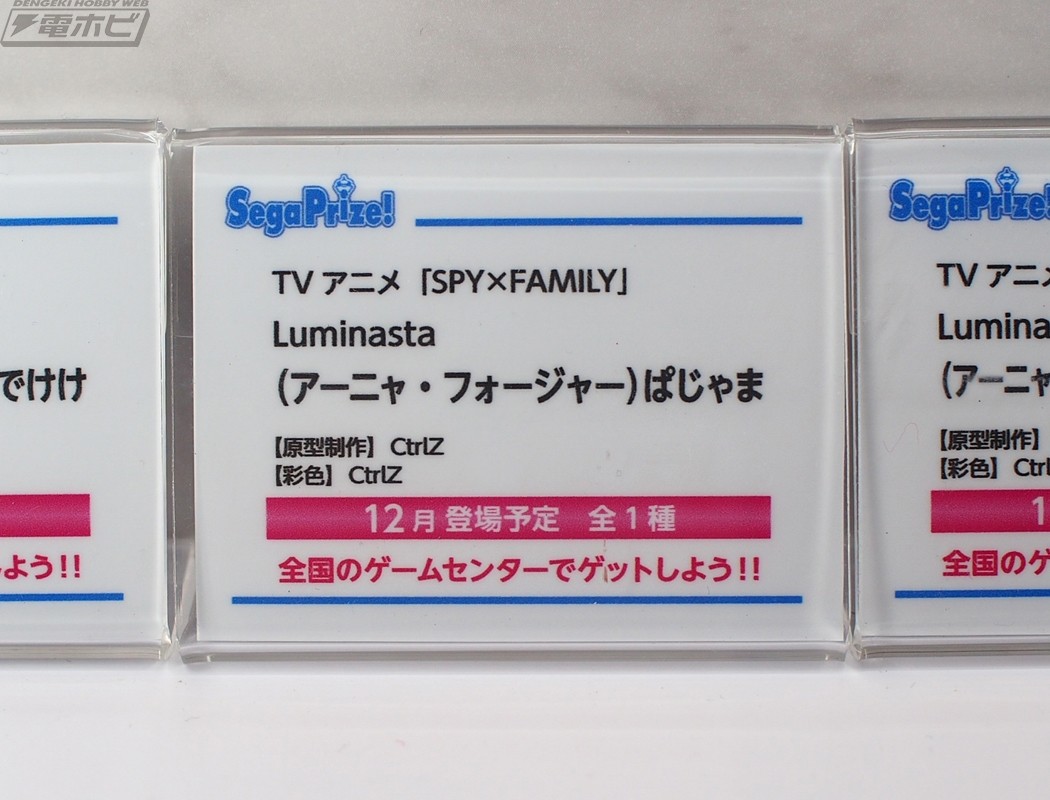 DENGEKI HOBBY WEB
電ホビ
でけけ
よう!!
SegaPrize!
TV アニメ「SPY×FAMILY」
Luminasta
(アーニャ・フォージャー)ぱじゃま
【原型制作】 CtrlZ
【彩色】 CtrlZ
12月 登場予定　全1種
全国のゲームセンターでゲットしよう!!
SegaPrize!
TV アニメ
Lumina
(アーニャ
【原型制作】
【彩色】 Ctrl
1
全国のゲ